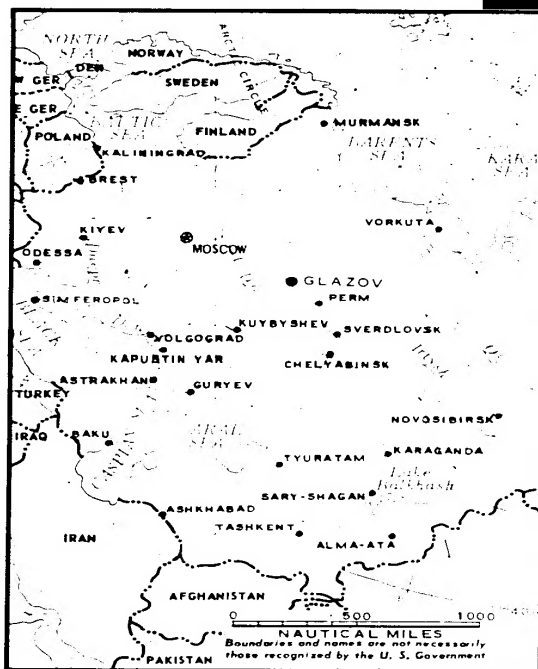 NORTH
SEA
NORWAY
ARCTIC
CIRCLE
DEN
SWEDEN
W GER
E GER
BALTIC
SEA
FINLAND
MURMANSK
BARENTS
SEA
KARA
POLAND
KALININGRAD
BREST
VORKUTA
KIYEV
MOSCOW
ODESSA
GLAZOV
PERM
SIMFEROPOL
BLACK
KUYBYSHEV
VOLGOGRAD
SVERDLOVSK
KAPUSTIN YAR
CHELYABINSK
ASTRAKHAN
GURYEV
TURKEY
NOVOSIBIRSK
IRAQ
BAKU
CASPIAN
ARAL
SEA
TYURATAM
KARAGANDA
Lake
Balkhash
SARY-SHAGAN
ASHKHABAD
IRAN
TASHKENT
ALMA-ATA
AFGHANISTAN
0 500 1000
NAUTICAL MILES
Boundaries and names are not necessarily
those recognized by the U. S. Government
PAKISTAN